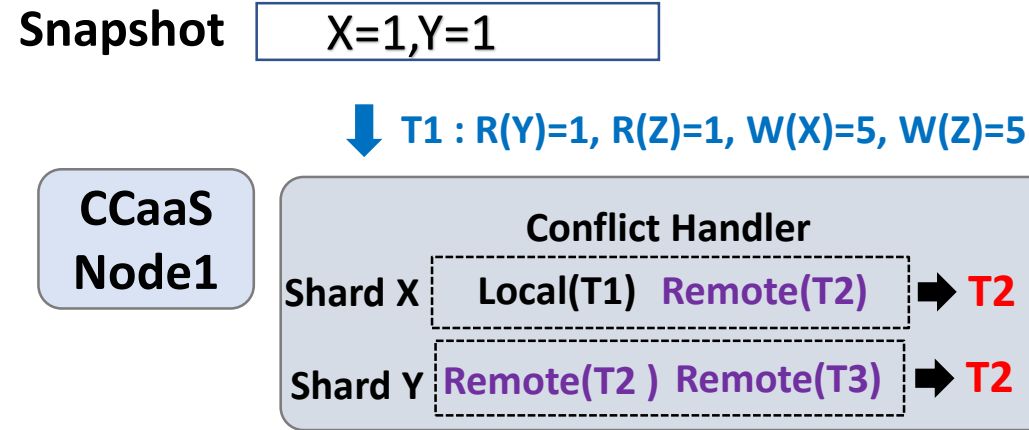 Snapshot X=1,Y=1
T1 : R(Y)=1, R(Z)=1, W(X)=5, W(Z)=5
CCaaS
Node1
Conflict Handler
Shard X Local(T1) Remote(T2) T2
Shard Y Remote(T2 ) Remote(T3) T2